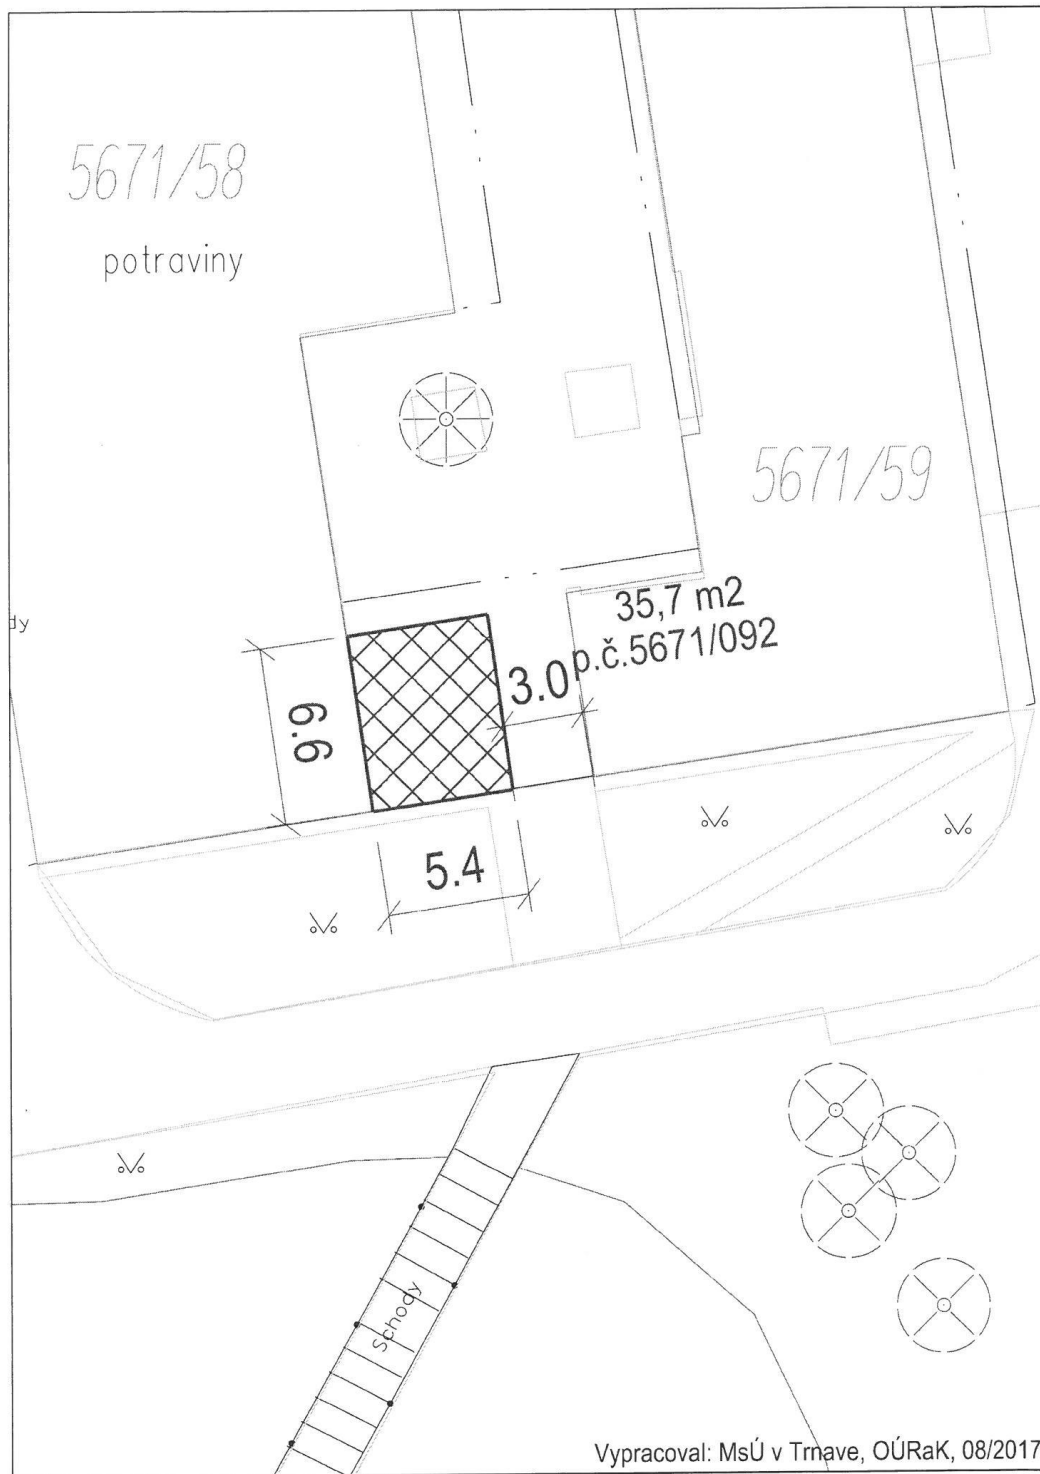 5671/58
potraviny
5671/59
dy
35,7 m2
p.č.5671/092
3.0
6.6
5.4
Schody
Vypracoval: MsÚ v Trnave, OÚRaK, 08/2017